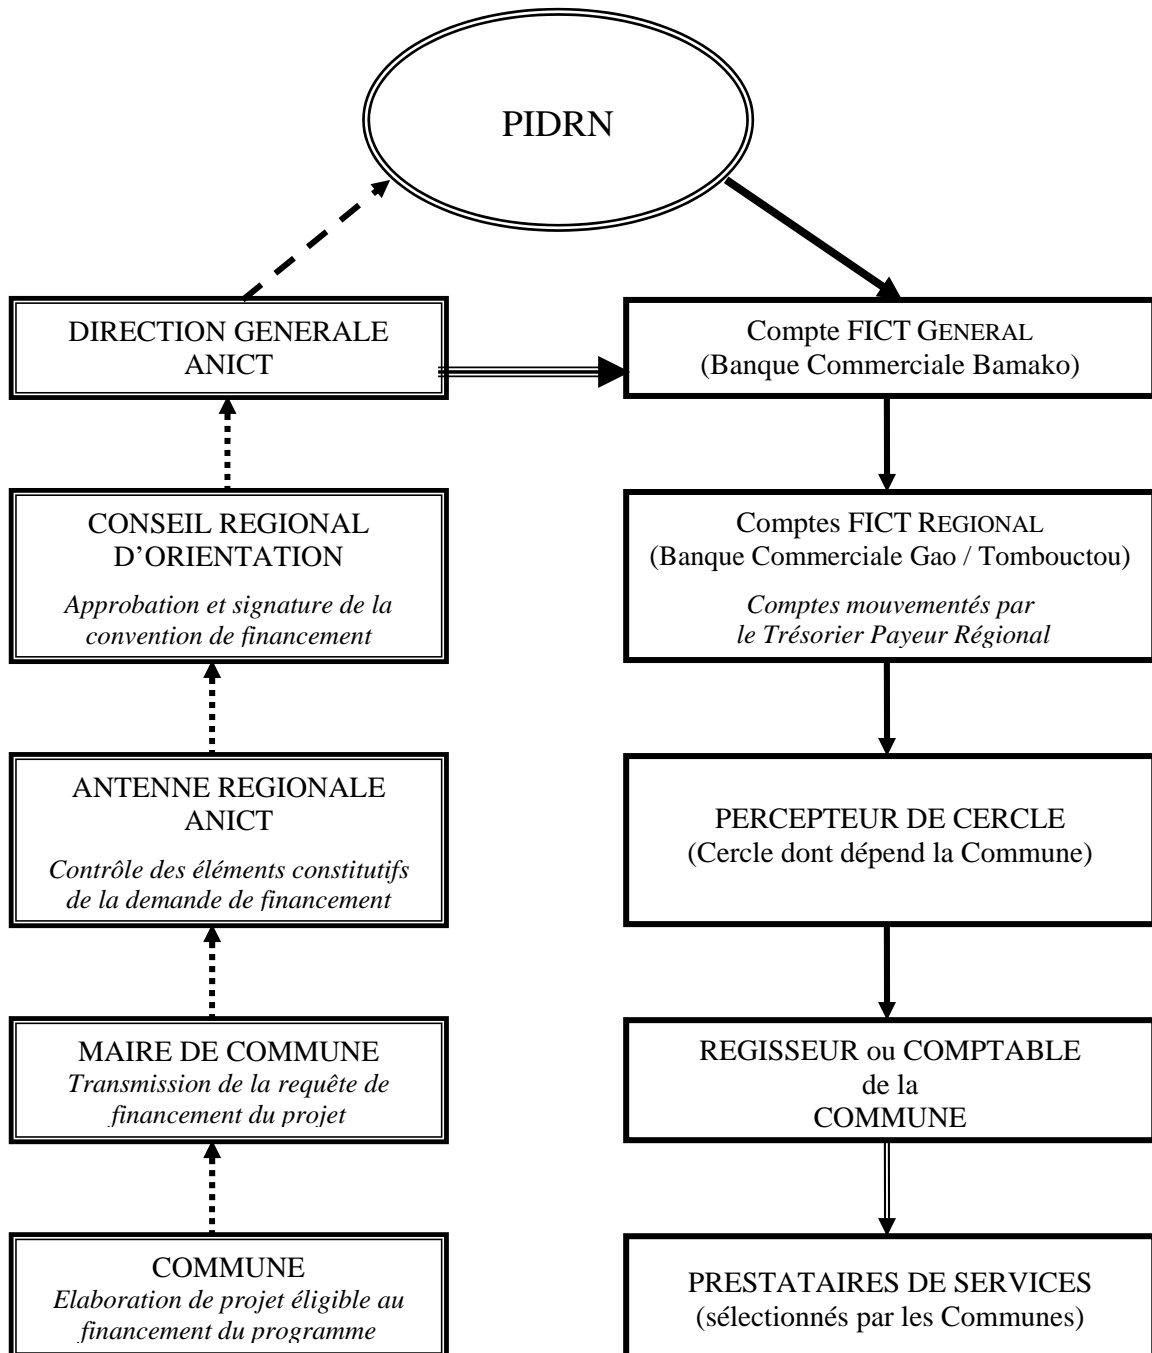 PIDRN
DIRECTION GENERALE
ANICT
Compte FICT GENERAL
(Banque Commerciale Bamako)
CONSEIL REGIONAL
D’ORIENTATION
Approbation et signature de la
convention de financement
Comptes FICT REGIONAL
(Banque Commerciale Gao / Tombouctou)
Comptes mouvementés par
le Trésorier Payeur Régional
ANTENNE REGIONALE
ANICT
Contrôle des éléments constitutifs
de la demande de financement
PERCEPTEUR DE CERCLE
(Cercle dont dépend la Commune)
MAIRE DE COMMUNE
Transmission de la requête de
financement du projet
REGISSEUR ou COMPTABLE
de la
COMMUNE
COMMUNE
Elaboration de projet éligible au
financement du programme
PRESTATAIRES DE SERVICES
(sélectionnés par les Communes)